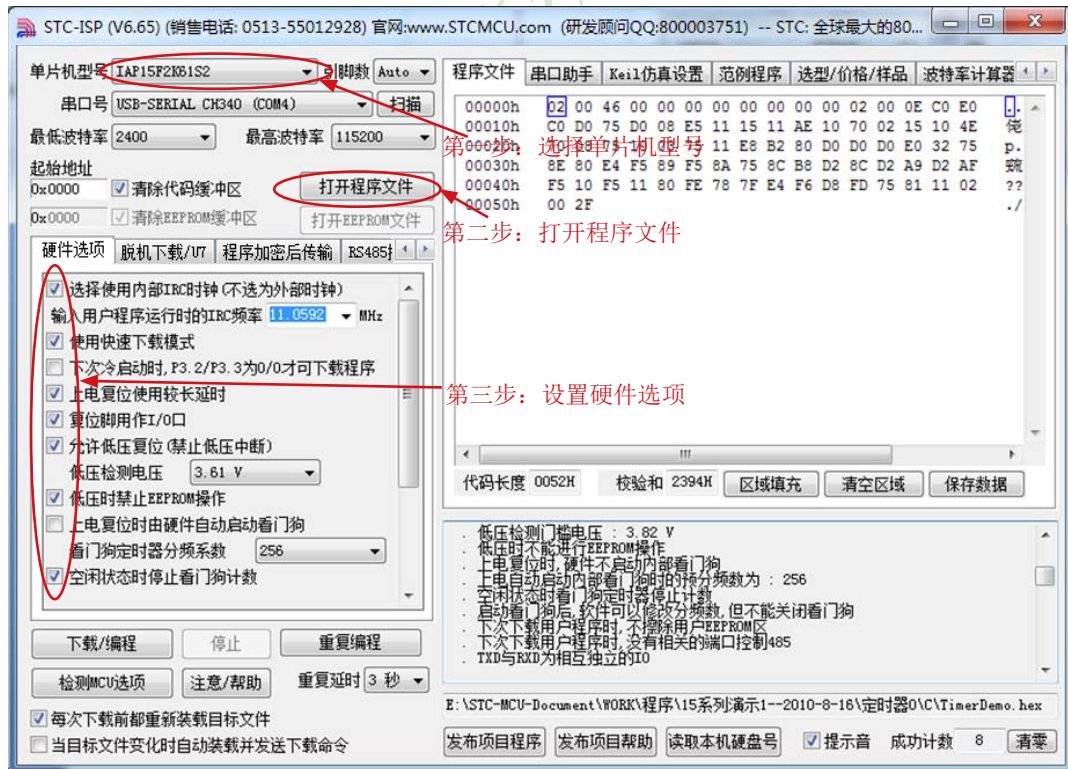 STC-ISP (V6.65) (销售电话: 0513-55012928) 官网:www.STCMCU.com (研发顾问QQ:800003751) -- STC: 全球最大的80...
单片机型号 IAP15F2K61S2 引脚数 Auto
串口号 USB-SERIAL CH340 (COM4) 扫描
最低波特率 2400 最高波特率 115200
起始地址
0x0000 清除代码缓冲区 打开程序文件
0x0000 清除EEPROM缓冲区 打开EEPROM文件
硬件选项 脱机下载/U7 程序加密后传输 RS485
选择使用内部IRC时钟(不选为外部时钟)
输入用户程序运行时的IRC频率 11.0592 MHz
使用快速下载模式
下次冷启动时,P3.2/P3.3为0/0才可下载程序
上电复位使用较长延时
复位脚用作I/O口
允许低压复位(禁止低压中断)
低压检测电压 3.61 V
低压时禁止EEPROM操作
上电复位时由硬件自动启动看门狗
看门狗定时器分频系数 256
空闲状态时停止看门狗计数
下载/编程 停止 重复编程
检测MCU选项 注意/帮助 重复延时 3 秒
每次下载前都重新装载目标文件
当目标文件变化时自动装载并发送下载命令
程序文件 串口助手 Keil仿真设置 范例程序 选型/价格/样品 波特率计算器
00000h 02 00 46 00 00 00 00 00 00 00 00 02 00 0E C0 E0 ..
00010h C0 D0 75 D0 08 E5 11 15 11 AE 10 70 02 15 10 4E
00020h 75 11 E8 B2 80 D0 D0 D0 E0 32 75 p.
第一步：选择单片机型号
00030h 8E 80 E4 F5 89 F5 8A 75 8C B8 D2 8C D2 A9 D2 AF
00040h F5 10 F5 11 80 FE 78 7F E4 F6 D8 FD 75 81 11 02 ??
00050h 00 2F ./
第二步：打开程序文件
第三步：设置硬件选项
代码长度 0052H 校验和 2394H 区域填充 清空区域 保存数据
. 低压检测门槛电压 : 3.82 V
. 低压时不能进行EEPROM操作
. 上电复位时,硬件不启动内部看门狗
. 上电自动启动内部看门狗时的预分频数为 : 256
. 空闲状态时看门狗定时器停止计数
. 启动看门狗后,软件可以修改分频数,但不能关闭看门狗
. 下次下载用户程序时,不擦除用户EEPROM区
. 下次下载用户程序时,没有相关的端口控制485
. TXD与RXD为相互独立的IO
E:\STC-MCU-Document\WORK\程序\15系列演示1--2010-8-16\定时器0\C\TimerDemo.hex
发布项目程序 发布项目帮助 读取本机硬盘号 提示音 成功计数 8 清零